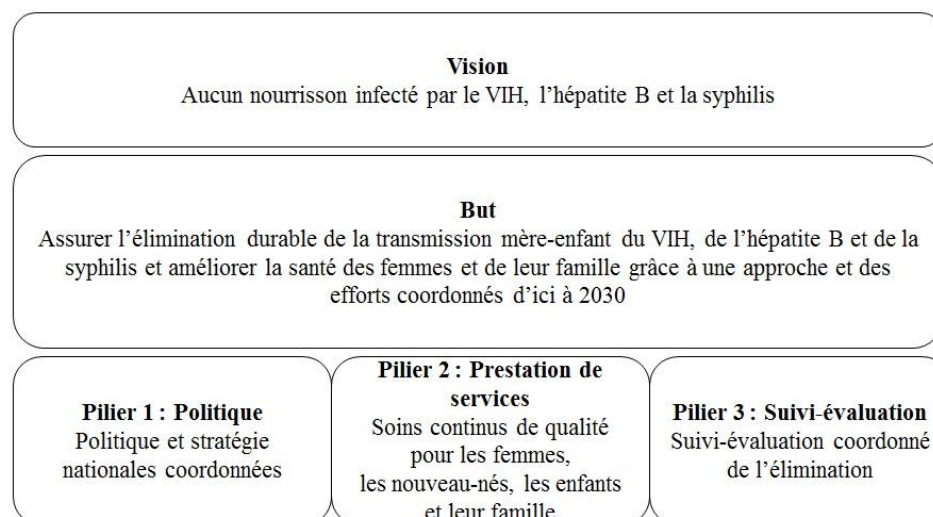 Vision
Aucun nourrisson infecté par le VIH, l’hépatite B et la syphilis
But
Assurer l’élimination durable de la transmission mère-enfant du VIH, de l’hépatite B et de la
syphilis et améliorer la santé des femmes et de leur famille grâce à une approche et des
efforts coordonnés d’ici à 2030
Pilier 1 : Politique
Politique et stratégie
nationales coordonnées
Pilier 2 : Prestation de
services
Soins continus de qualité
pour les femmes,
les nouveau-nés, les enfants
et leur famille
Pilier 3 : Suivi-évaluation
Suivi-évaluation coordonné
de l’élimination